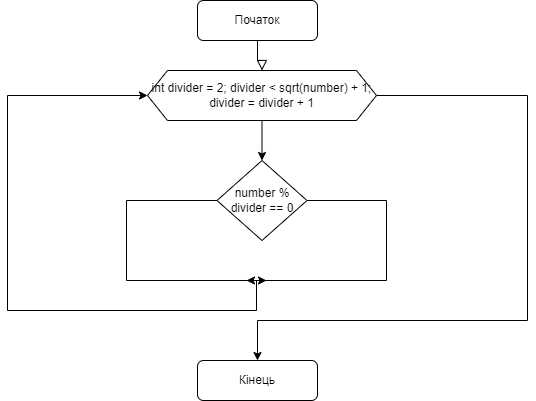 Початок
int divider = 2; divider < sqrt(number) + 1;
divider = divider + 1
number %
divider == 0
Кінець